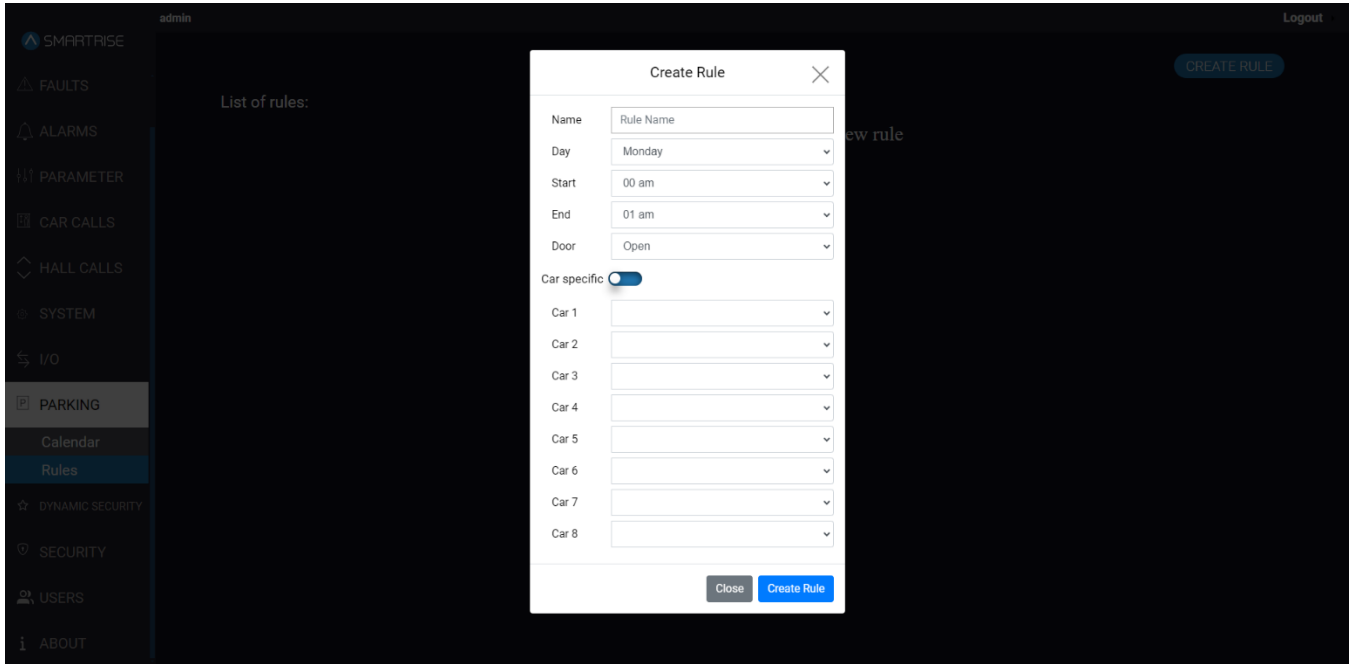 admin
Logout
SMARTRISE
FAULTS
ALARMS
PARAMETER
CAR CALLS
HALL CALLS
SYSTEM
I/O
P PARKING
Calendar
Rules
DYNAMIC SECURITY
SECURITY
USERS
i ABOUT
CREATE RULE
List of rules:
ew rule
Create Rule
Name Rule Name
Day Monday
Start 00 am
End 01 am
Door Open
Car specific
Car 1
Car 2
Car 3
Car 4
Car 5
Car 6
Car 7
Car 8
Close Create Rule